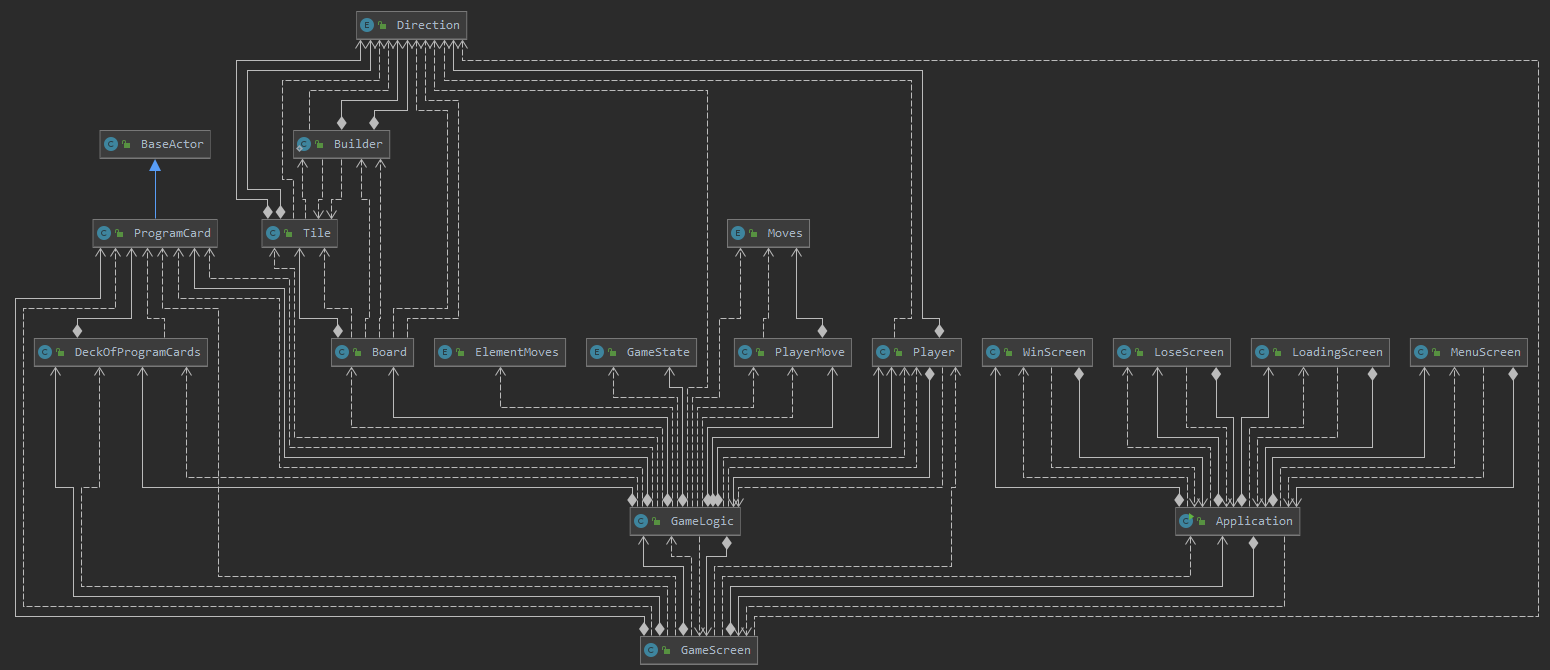 E Direction
C BaseActor
C Builder
C ProgramCard
C Tile
E Moves
C DeckOfProgramCards
C Board
E ElementMoves
E GameState
C PlayerMove
C Player
C WinScreen
C LoseScreen
C LoadingScreen
C MenuScreen
C GameLogic
C Application
C GameScreen